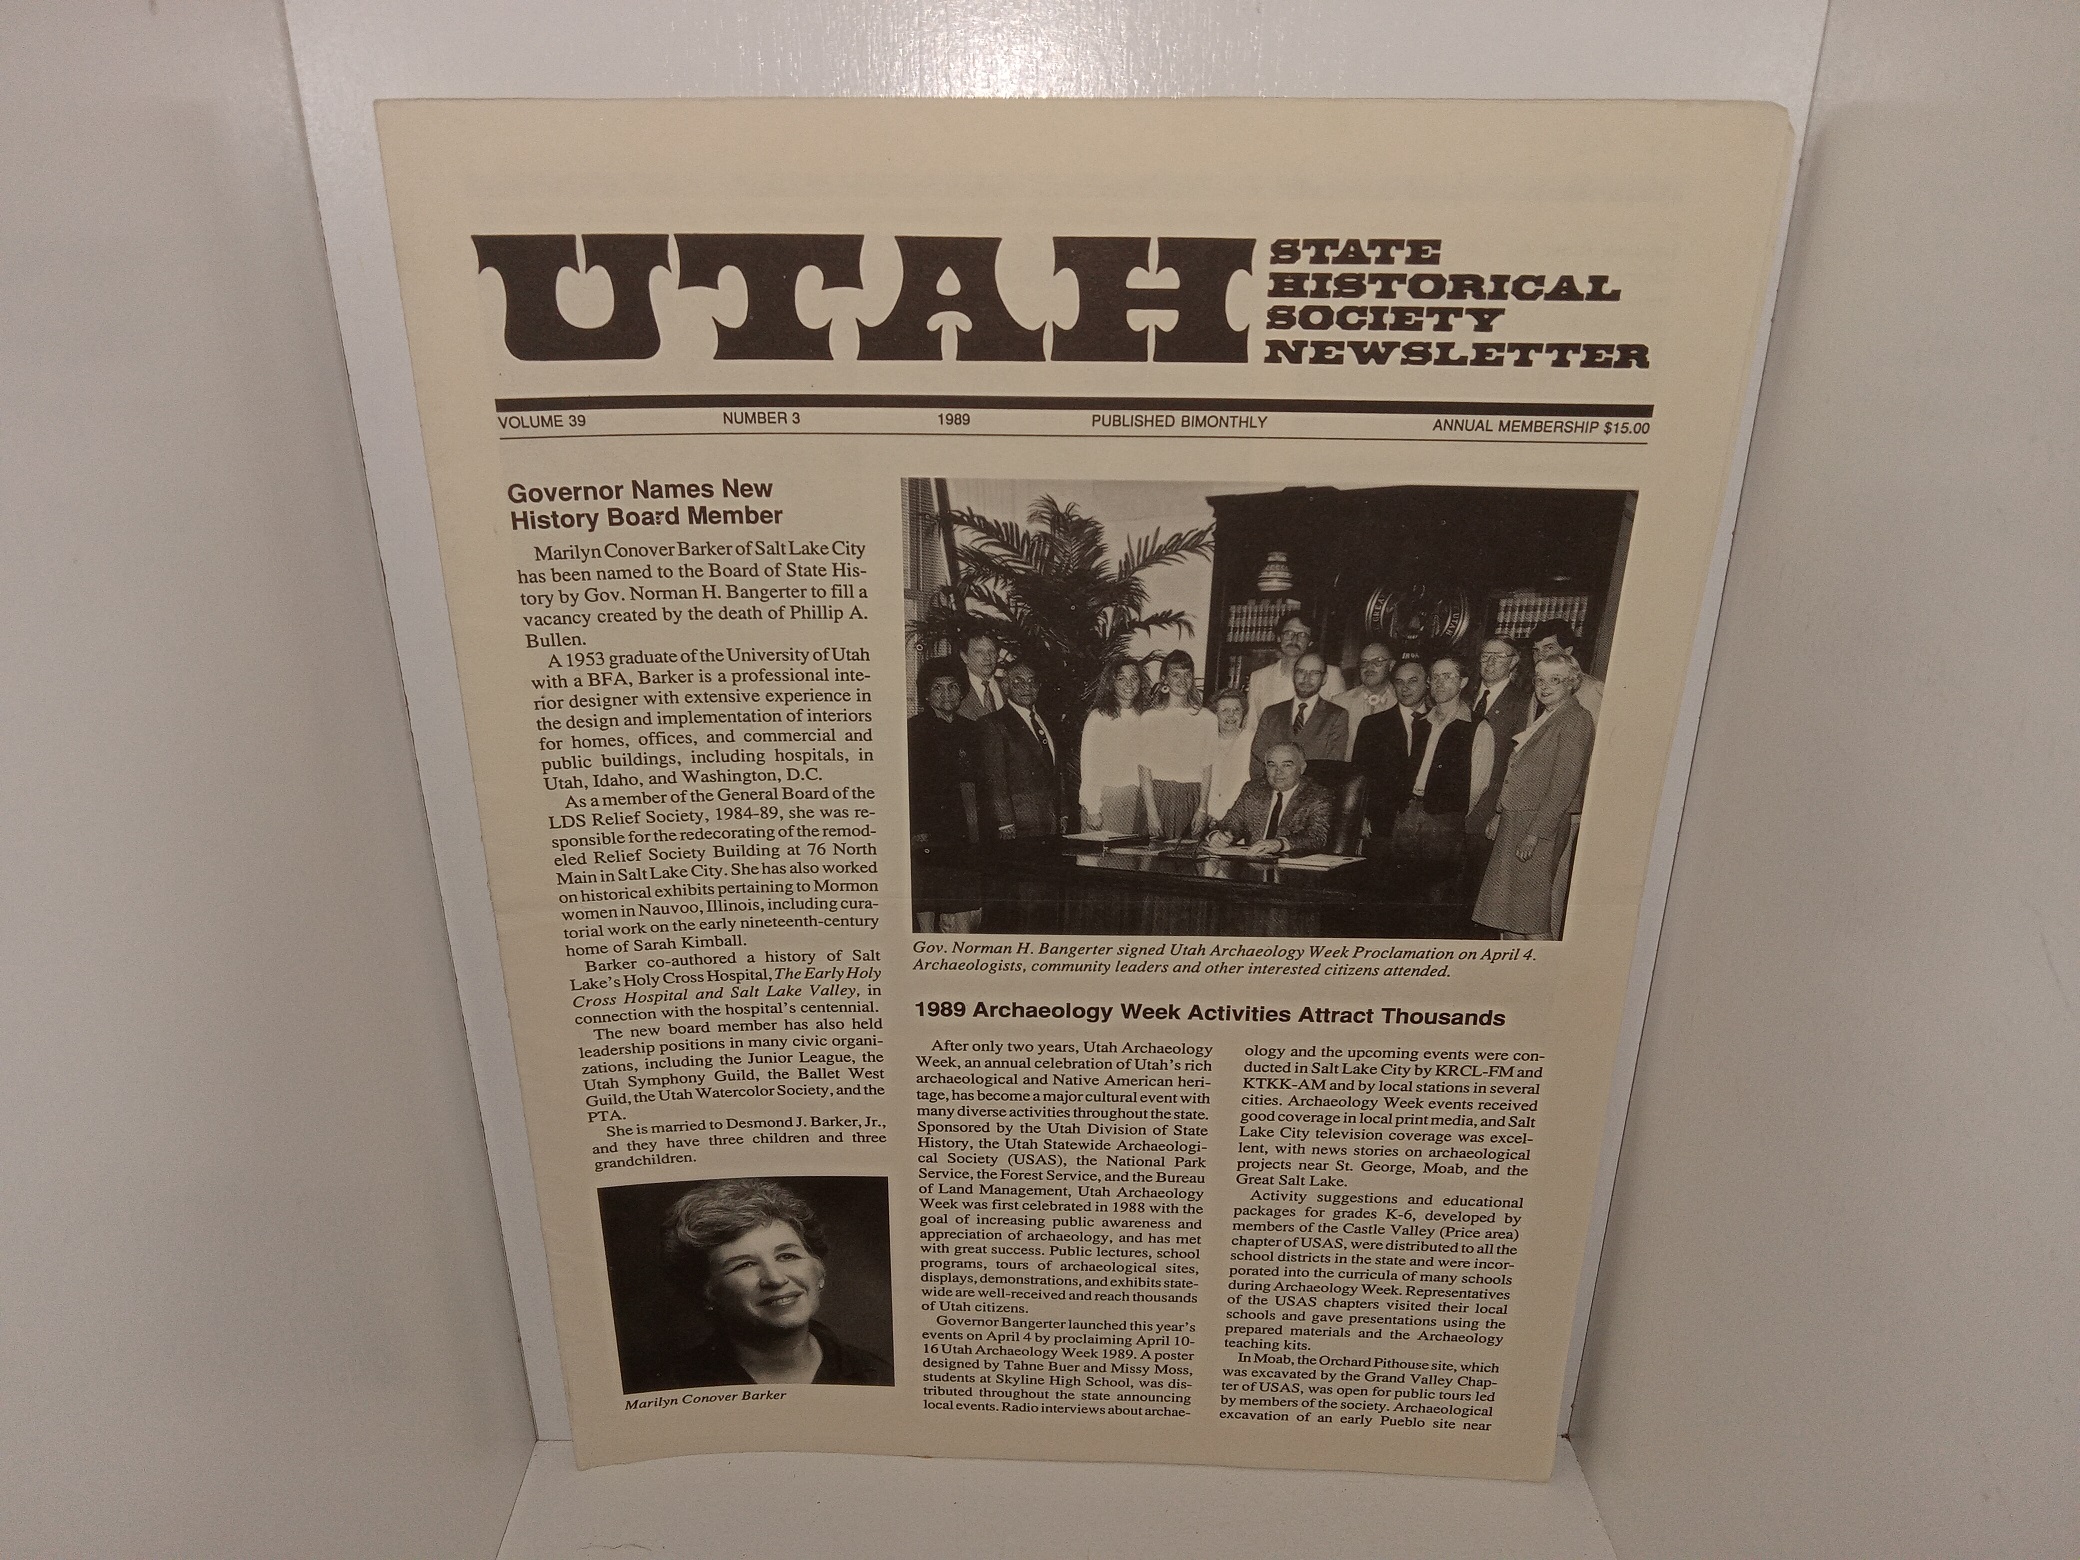 UTAH
STATE
HISTORICAL
SOCIETY
NEWSLETTER
VOLUME 39 NUMBER 3 1989 PUBLISHED BIMONTHLY ANNUAL MEMBERSHIP $15.00
Governor Names New
History Board Member
Marilyn Conover Barker of Salt Lake City
has been named to the Board of State His-
tory by Gov. Norman H. Bangerter to fill a
vacancy created by the death of Phillip A.
Bullen.
A 1953 graduate of the University of Utah
with a BFA, Barker is a professional inte-
rior designer with extensive experience in
the design and implementation of interiors
for homes, offices, and commercial and
public buildings, including hospitals, in
Utah, Idaho, and Washington, D.C.
As a member of the General Board of the
LDS Relief Society, 1984-89, she was re-
sponsible for the redecorating of the remod-
eled Relief Society Building at 76 North
Main in Salt Lake City. She has also worked
on historical exhibits pertaining to Mormon
women in Nauvoo, Illinois, including cura-
torial work on the early nineteenth-century
home of Sarah Kimball.
Barker co-authored a history of Salt
Lake's Holy Cross Hospital, The Early Holy
Cross Hospital and Salt Lake Valley, in
connection with the hospital's centennial.
The new board member has also held
leadership positions in many civic organi-
zations, including the Junior League, the
Utah Symphony Guild, the Ballet West
Guild, the Utah Watercolor Society, and the
PTA.
She is married to Desmond J. Barker, Jr.,
and they have three children and three
grandchildren.
Marilyn Conover Barker
Gov. Norman H. Bangerter signed Utah Archaeology Week Proclamation on April 4.
Archaeologists, community leaders and other interested citizens attended.
1989 Archaeology Week Activities Attract Thousands
After only two years, Utah Archaeology
Week, an annual celebration of Utah's rich
archaeological and Native American heri-
tage, has become a major cultural event with
many diverse activities throughout the state.
Sponsored by the Utah Division of State
History, the Utah Statewide Archaeologi-
cal Society (USAS), the National Park
Service, the Forest Service, and the Bureau
of Land Management, Utah Archaeology
Week was first celebrated in 1988 with the
goal of increasing public awareness and
appreciation of archaeology, and has met
with great success. Public lectures, school
programs, tours of archaeological sites,
displays, demonstrations, and exhibits state-
wide are well-received and reach thousands
of Utah citizens.
Governor Bangerter launched this year's
events on April 4 by proclaiming April 10-
16 Utah Archaeology Week 1989. A poster
designed by Tahne Buer and Missy Moss,
students at Skyline High School, was dis-
tributed throughout the state announcing
local events. Radio interviews about archae-
ology and the upcoming events were con-
ducted in Salt Lake City by KRCL-FM and
KTKK-AM and by local stations in several
cities. Archaeology Week events received
good coverage in local print media, and Salt
Lake City television coverage was excel-
lent, with news stories on archaeological
projects near St. George, Moab, and the
Great Salt Lake.
Activity suggestions and educational
packages for grades K-6, developed by
members of the Castle Valley (Price area)
chapter of USAS, were distributed to all the
school districts in the state and were incor-
porated into the curricula of many schools
during Archaeology Week. Representatives
of the USAS chapters visited their local
schools and gave presentations using the
prepared materials and the Archaeology
teaching kits.
In Moab, the Orchard Pithouse site, which
was excavated by the Grand Valley Chap-
ter of USAS, was open for public tours led
by members of the society. Archaeological
excavation of an early Pueblo site near